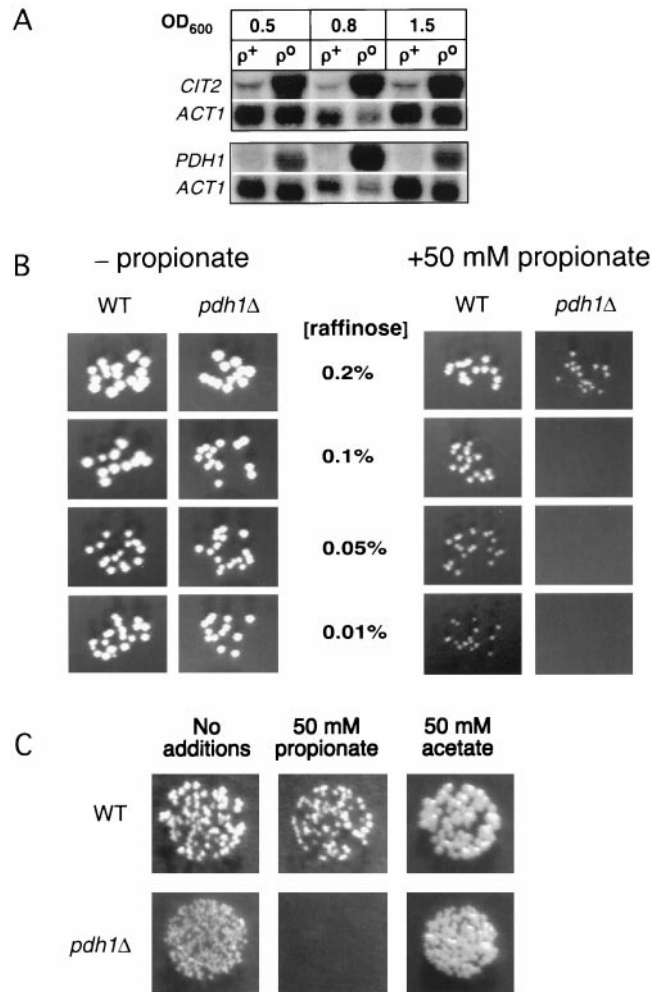 A
OD600 0.5 0.8 1.5
ρ+ ρo ρ+ ρo ρ+ ρo
CIT2
ACT1
PDH1
ACT1
B
– propionate +50 mM propionate
WT pdh1Δ [raffinose] WT pdh1Δ
0.2%
0.1%
0.05%
0.01%
C
No additions 50 mM propionate 50 mM acetate
WT
pdh1Δ